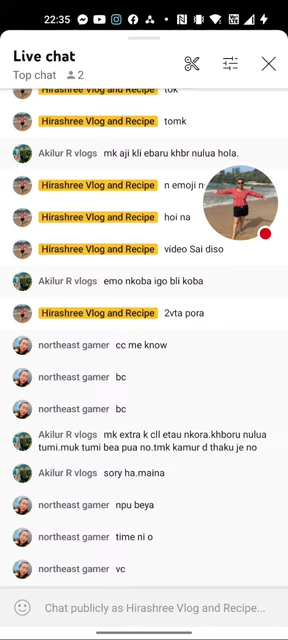 22:35
Live chat
Top chat 2
Hirashree Vlog and Recipe tok
Hirashree Vlog and Recipe tomk
Akilur R vlogs mk aji kli ebaru khbr nulua hola.
Hirashree Vlog and Recipe n emoji n
Hirashree Vlog and Recipe hoi na
Hirashree Vlog and Recipe video Sai diso
Akilur R vlogs emo nkoba igo bli koba
Hirashree Vlog and Recipe 2vta pora
northeast gamer cc me know
northeast gamer bc
northeast gamer bc
Akilur R vlogs mk extra k cll etau nkora.khboru nulua
tumi.muk tumi bea pua no.tmk kamur d thaku je no
Akilur R vlogs sory ha.maina
northeast gamer npu beya
northeast gamer time ni o
northeast gamer vc
Chat publicly as Hirashree Vlog and Recipe...